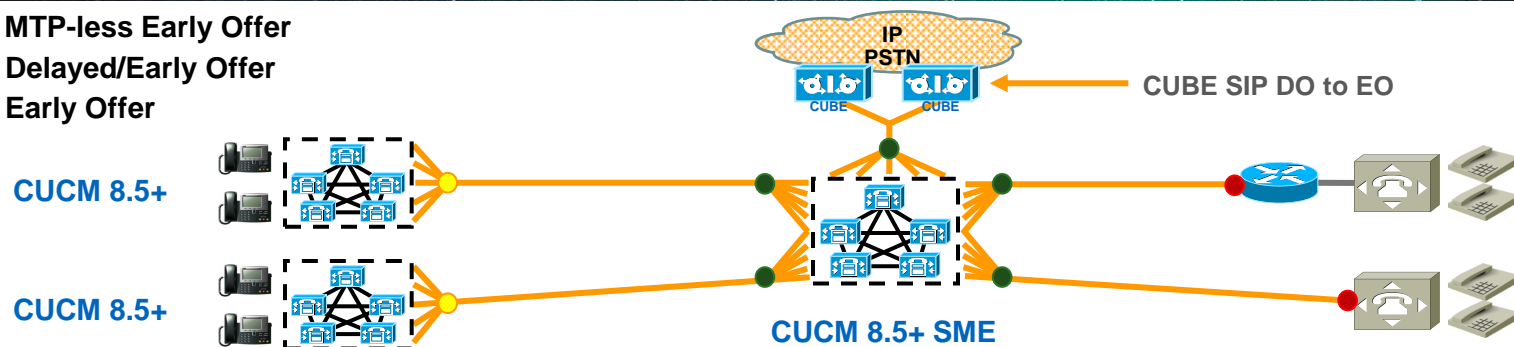 MTP-less Early Offer
Delayed/Early Offer
Early Offer
IP
PSTN
CUBE
CUBE
CUBE SIP DO to EO
CUCM 8.5+
CUCM 8.5+
CUCM 8.5+ SME